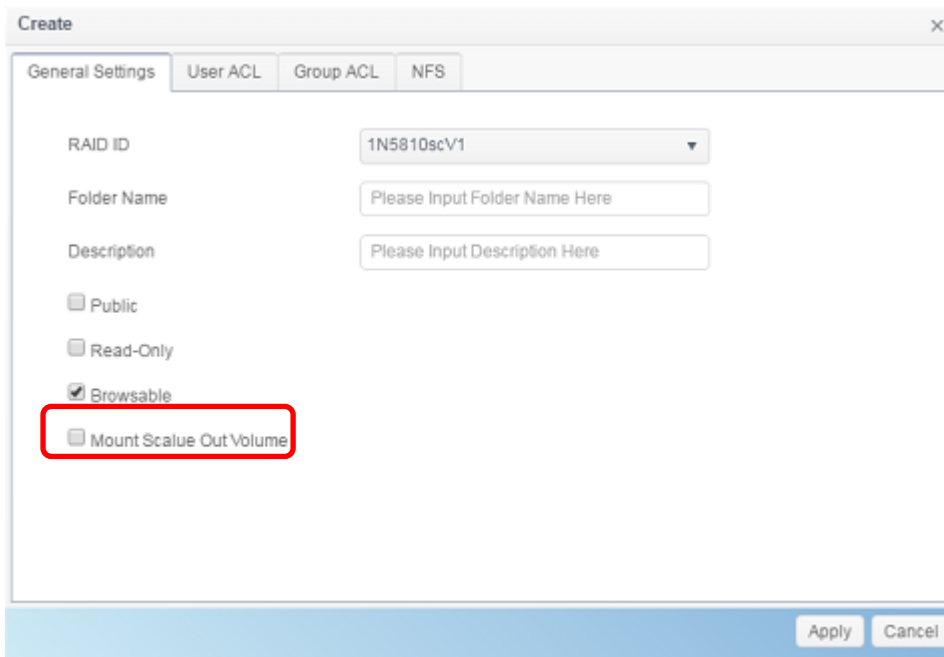 Create
General Settings User ACL Group ACL NFS
RAID ID 1N5810scV1
Folder Name Please Input Folder Name Here
Description Please Input Description Here
Public
Read-Only
Browsable
Mount Scalue Out Volume
Apply Cancel